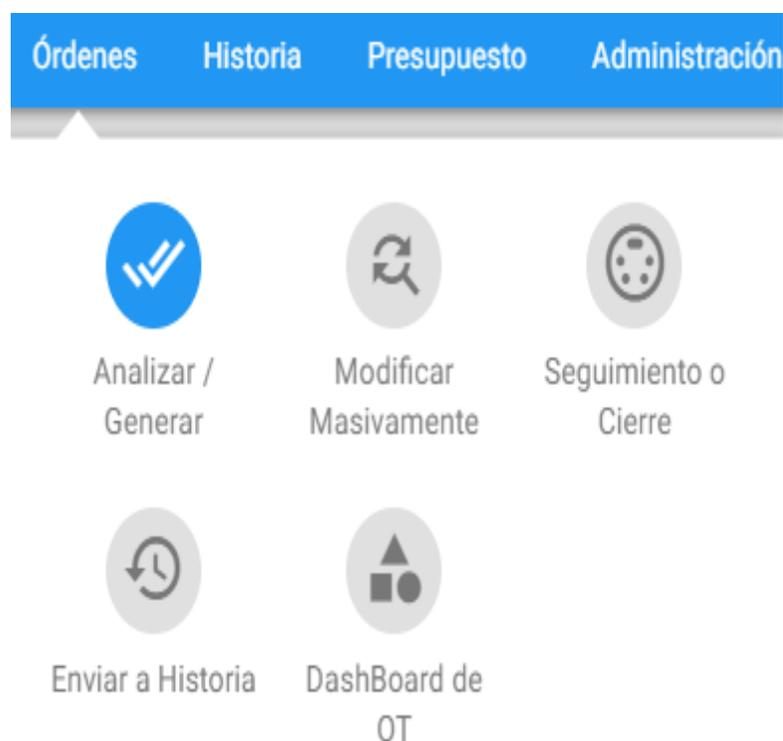 Órdenes Historia Presupuesto Administración
Analizar /
Generar
Modificar
Masivamente
Seguimiento o
Cierre
Enviar a Historia
DashBoard de
OT